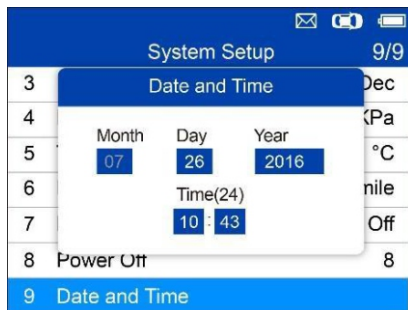 System Setup 9/9
3 Dec
Date and Time
4 KPa
Month Day Year
5 °C
07 26 2016
6 mile
Time(24)
7 Off
10 : 43
8 Power Off 8
9 Date and Time